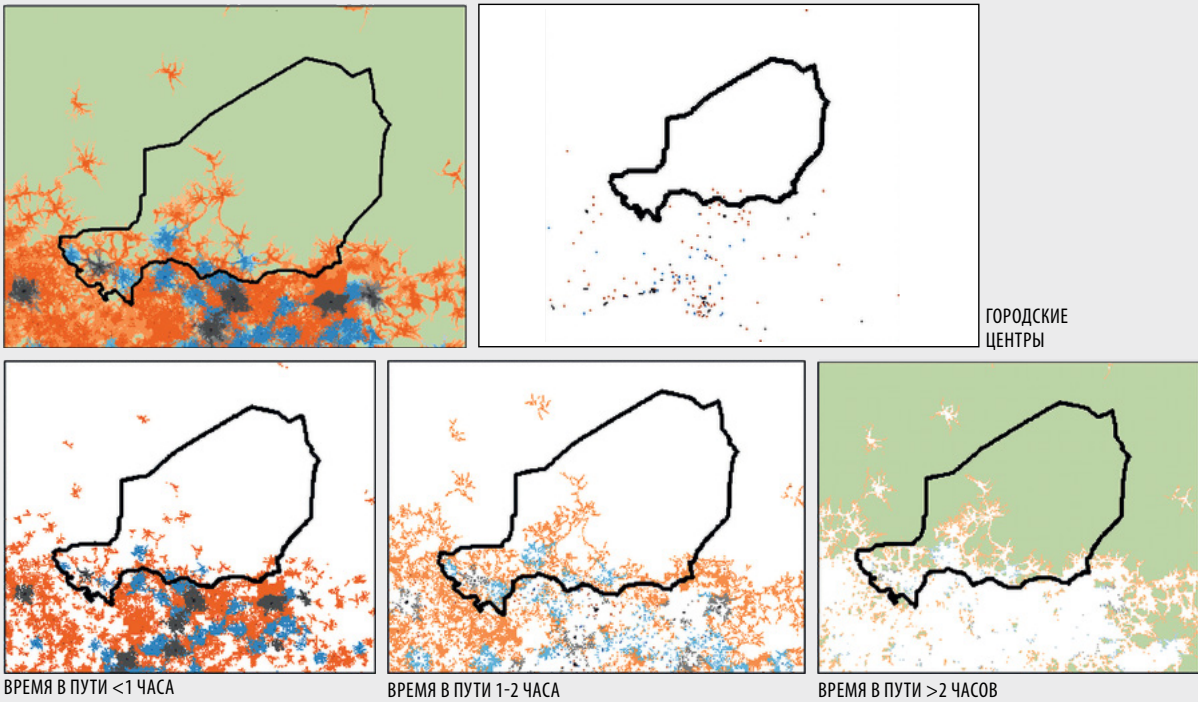 ГОРОДСКИЕ
ЦЕНТРЫ
ВРЕМЯ В ПУТИ <1 ЧАСА
ВРЕМЯ В ПУТИ 1-2 ЧАСА
ВРЕМЯ В ПУТИ >2 ЧАСОВ